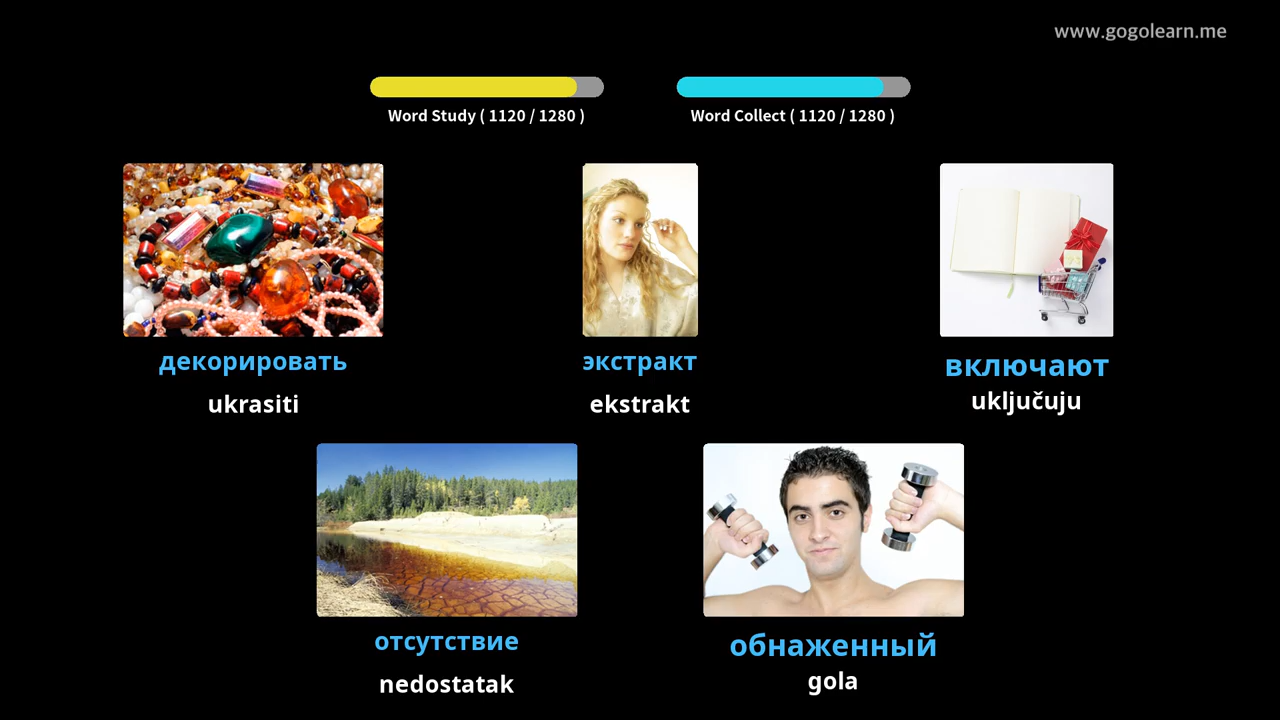 www.gogolearn.me
Word Study ( 1120 / 1280 )
Word Collect ( 1120 / 1280 )
декорировать
ukrasiti
экстракт
ekstrakt
включают
uključuju
отсутствие
nedostatak
обнаженный
gola